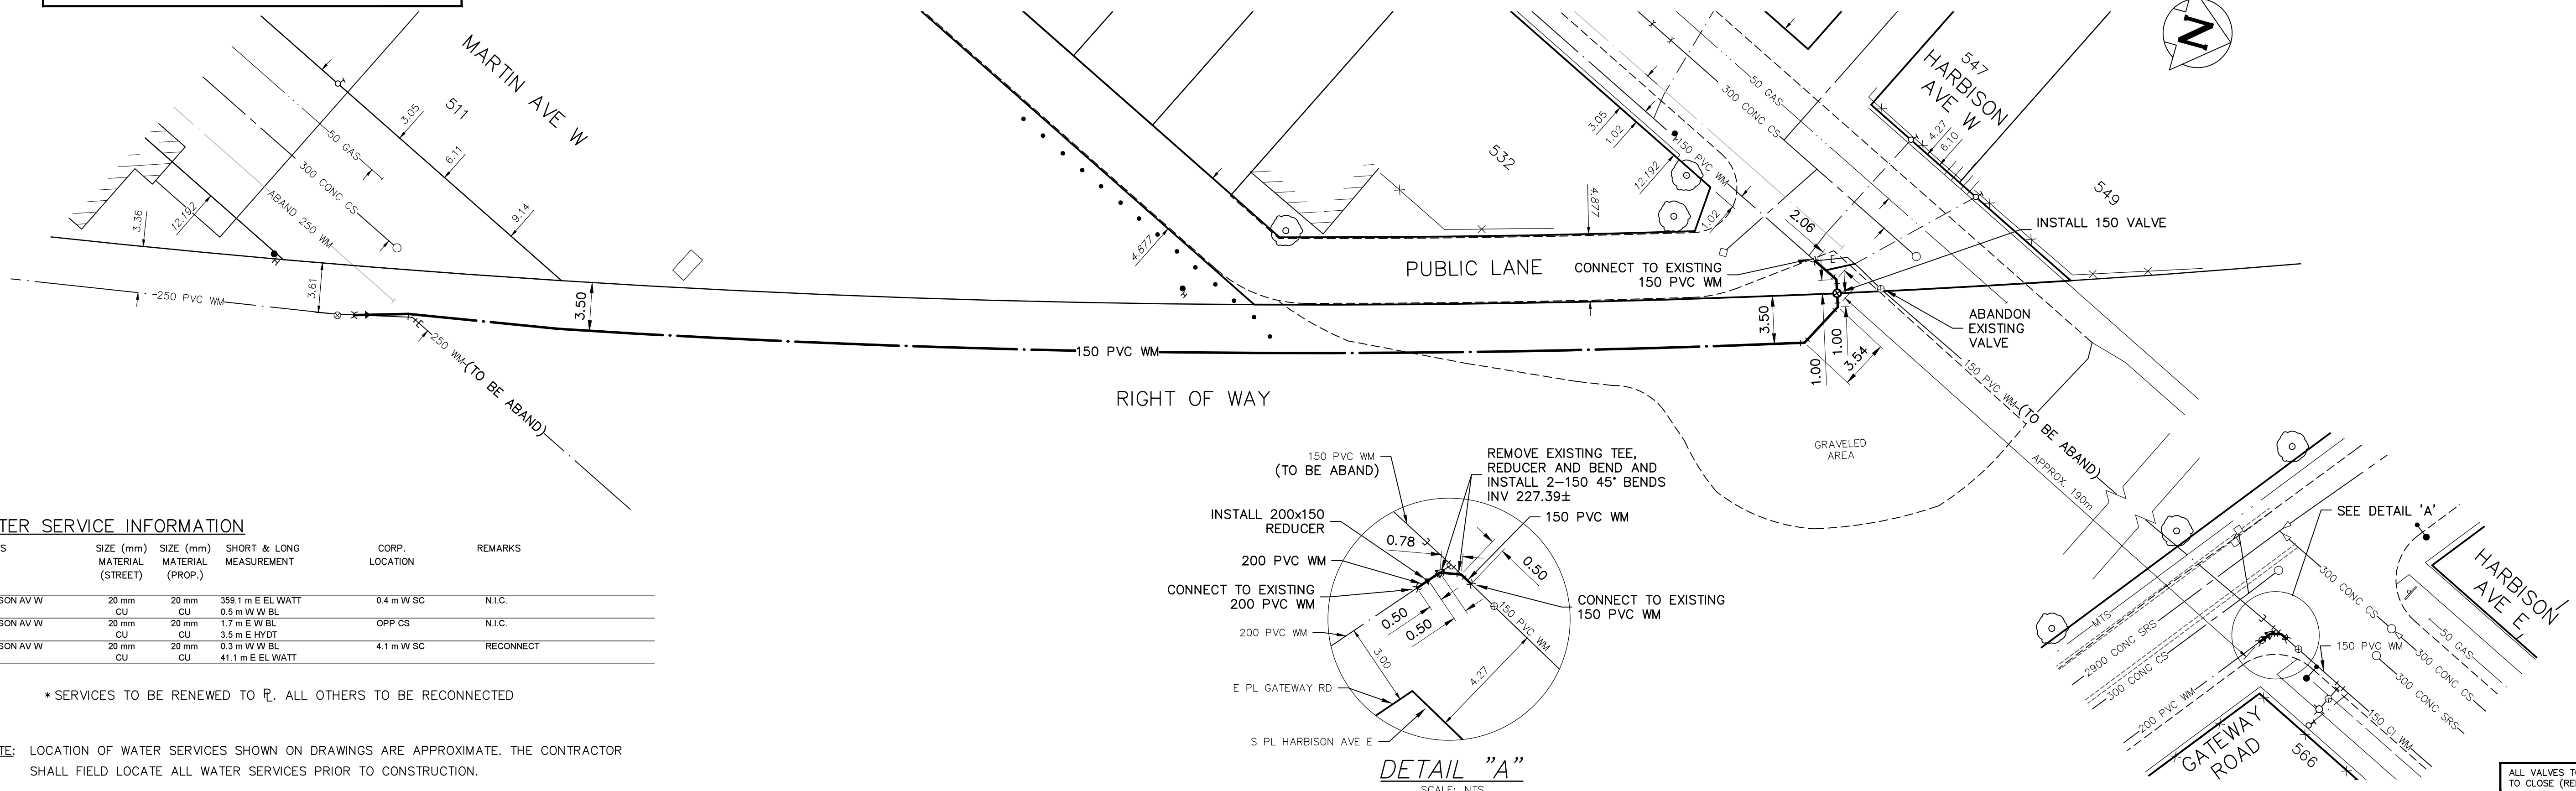 MARTIN AVE W
511
3.05
6.11
9.14
50 GAS
300 CONC CS
ABAND 250 WM
12.192
3.36
3.61
250 PVC WM
H
3.50
250 WM (TO BE ABAND)
150 PVC WM
RIGHT OF WAY
4.877
H
PUBLIC LANE
532
3.05
1.02
12.192
4.877
1.02
150 PVC WM
50 GAS
300 CONC CS
2.06
CONNECT TO EXISTING
150 PVC WM
547
HARBISON
AVE W
4.27
6.10
549
N
INSTALL 150 VALVE
ABANDON
EXISTING
VALVE
3.50
1.00
1.00
3.54
150 PVC WM (TO BE ABAND)
APPROX. 190m
GRAVELED
AREA
150 PVC WM
(TO BE ABAND)
REMOVE EXISTING TEE,
REDUCER AND BEND AND
INSTALL 2-150 45° BENDS
INV 227.39±
INSTALL 200x150
REDUCER
150 PVC WM
0.78
200 PVC WM
0.50
CONNECT TO EXISTING
200 PVC WM
CONNECT TO EXISTING
150 PVC WM
0.50
0.50
150 PVC WM
200 PVC WM
3.00
4.27
E PL GATEWAY RD
S PL HARBISON AVE E
DETAIL "A"
SCALE: NTS
SEE DETAIL 'A'
HARBISON
AVE E
MTS
2900 CONC SRS
300 CONC CS
200 PVC WM
150 PVC WM
300 CONC CS
50 GAS
300 CONC CS
300 CONC SRS
150 CI WM
GATEWAY
ROAD
566
TER SERVICE INFORMATION
S SIZE (mm) SIZE (mm) SHORT & LONG CORP. REMARKS
MATERIAL MATERIAL MEASUREMENT LOCATION
(STREET) (PROP.)
SON AV W 20 mm 20 mm 359.1 m E EL WATT 0.4 m W SC N.I.C.
CU CU 0.5 m W W BL
SON AV W 20 mm 20 mm 1.7 m E W BL OPP CS N.I.C.
CU CU 3.5 m E HYDT
SON AV W 20 mm 20 mm 0.3 m W W BL 4.1 m W SC RECONNECT
CU CU 41.1 m E EL WATT
* SERVICES TO BE RENEWED TO ⅊. ALL OTHERS TO BE RECONNECTED
TE: LOCATION OF WATER SERVICES SHOWN ON DRAWINGS ARE APPROXIMATE. THE CONTRACTOR
SHALL FIELD LOCATE ALL WATER SERVICES PRIOR TO CONSTRUCTION.
ALL VALVES T
TO CLOSE (RE